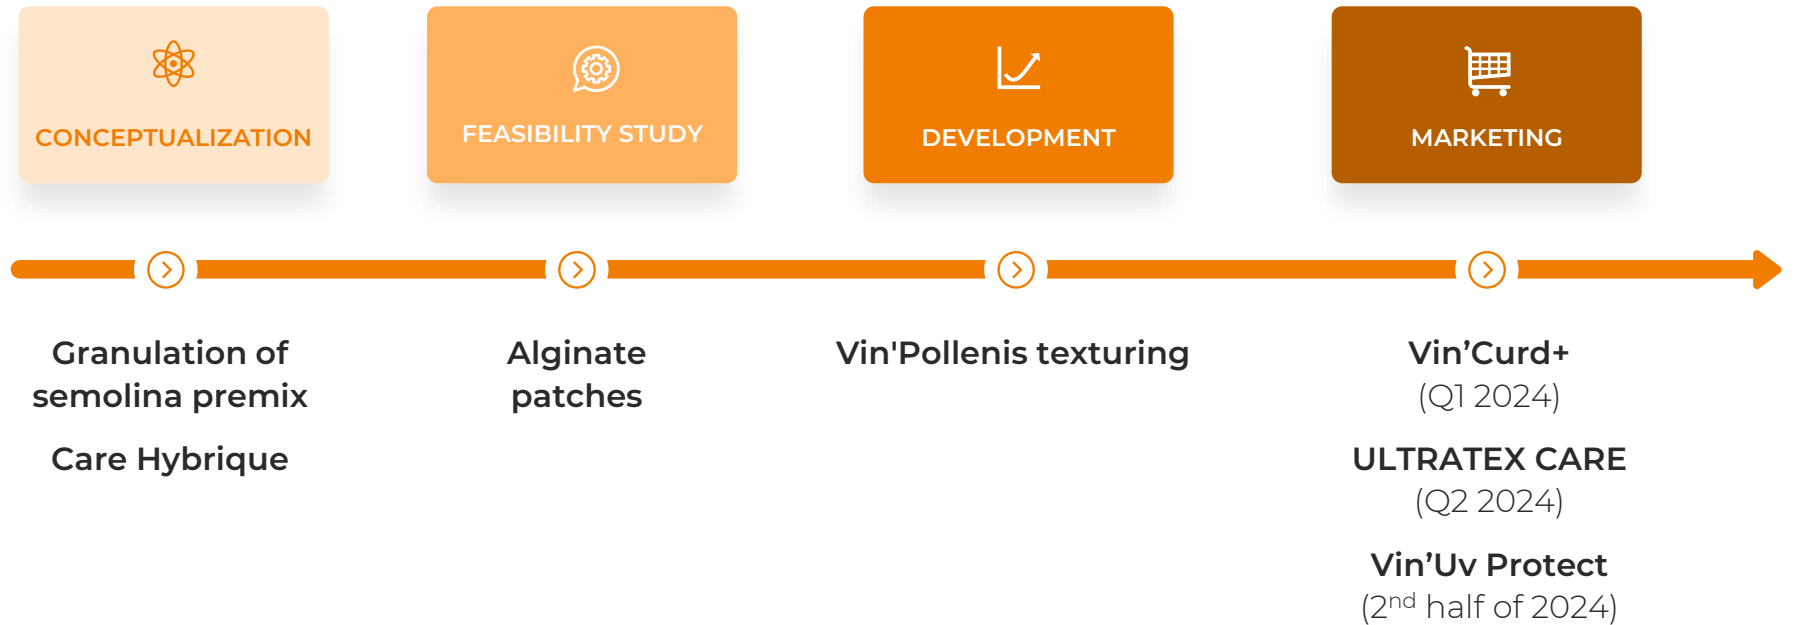 CONCEPTUALIZATION
FEASIBILITY STUDY
DEVELOPMENT
MARKETING
Granulation of
semolina premix
Care Hybrique
Alginate
patches
Vin'Pollenis texturing
Vin’Curd+
(Q1 2024)
ULTRATEX CARE
(Q2 2024)
Vin’Uv Protect
(2nd half of 2024)